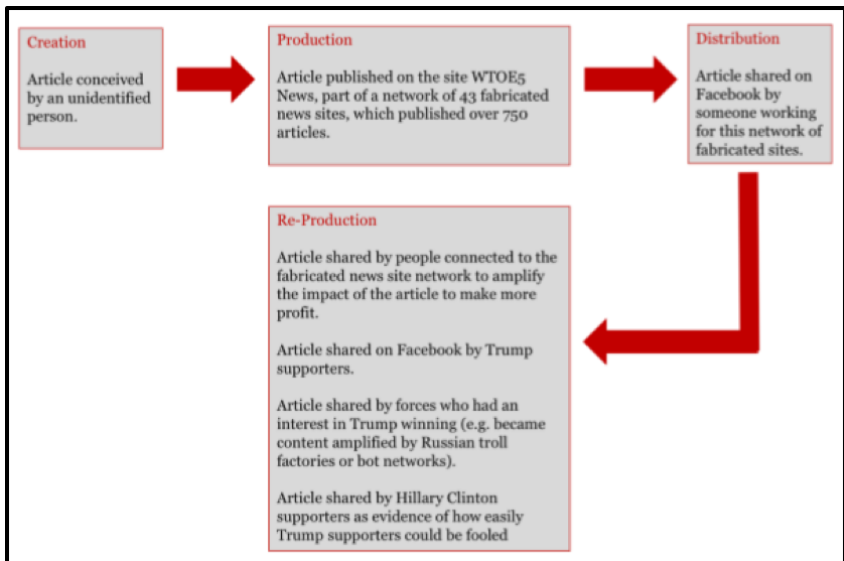 Creation
Article conceived
by an unidentified
person.
Production
Article published on the site WTOE5
News, part of a network of 43 fabricated
news sites, which published over 750
articles.
Distribution
Article shared on
Facebook by
someone working
for this network of
fabricated sites.
Re-Production
Article shared by people connected to the
fabricated news site network to amplify
the impact of the article to make more
profit.
Article shared on Facebook by Trump
supporters.
Article shared by forces who had an
interest in Trump winning (e.g. became
content amplified by Russian troll
factories or bot networks).
Article shared by Hillary Clinton
supporters as evidence of how easily
Trump supporters could be fooled